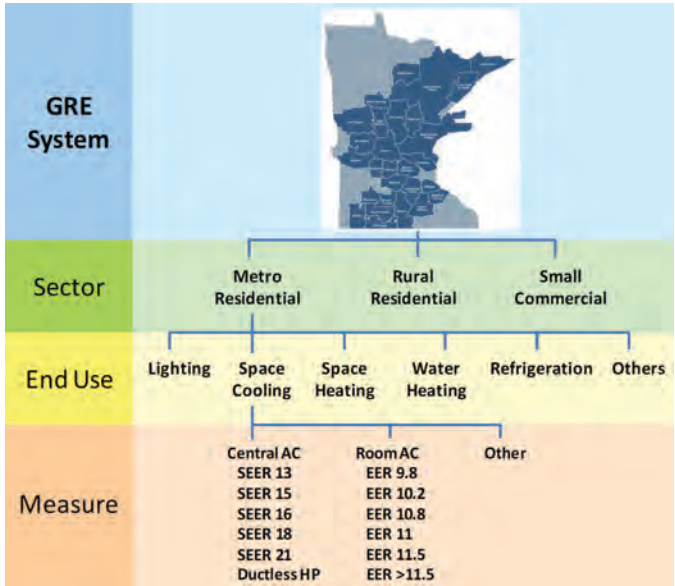 GRE
System
Sector
Metro
Residential
Rural
Residential
Small
Commercial
End Use
Lighting
Space
Cooling
Space
Heating
Water
Heating
Refrigeration
Others
Measure
Central AC
SEER 13
SEER 15
SEER 16
SEER 18
SEER 21
Ductless HP
Room AC
EER 9.8
EER 10.2
EER 10.8
EER 11
EER 11.5
EER >11.5
Other